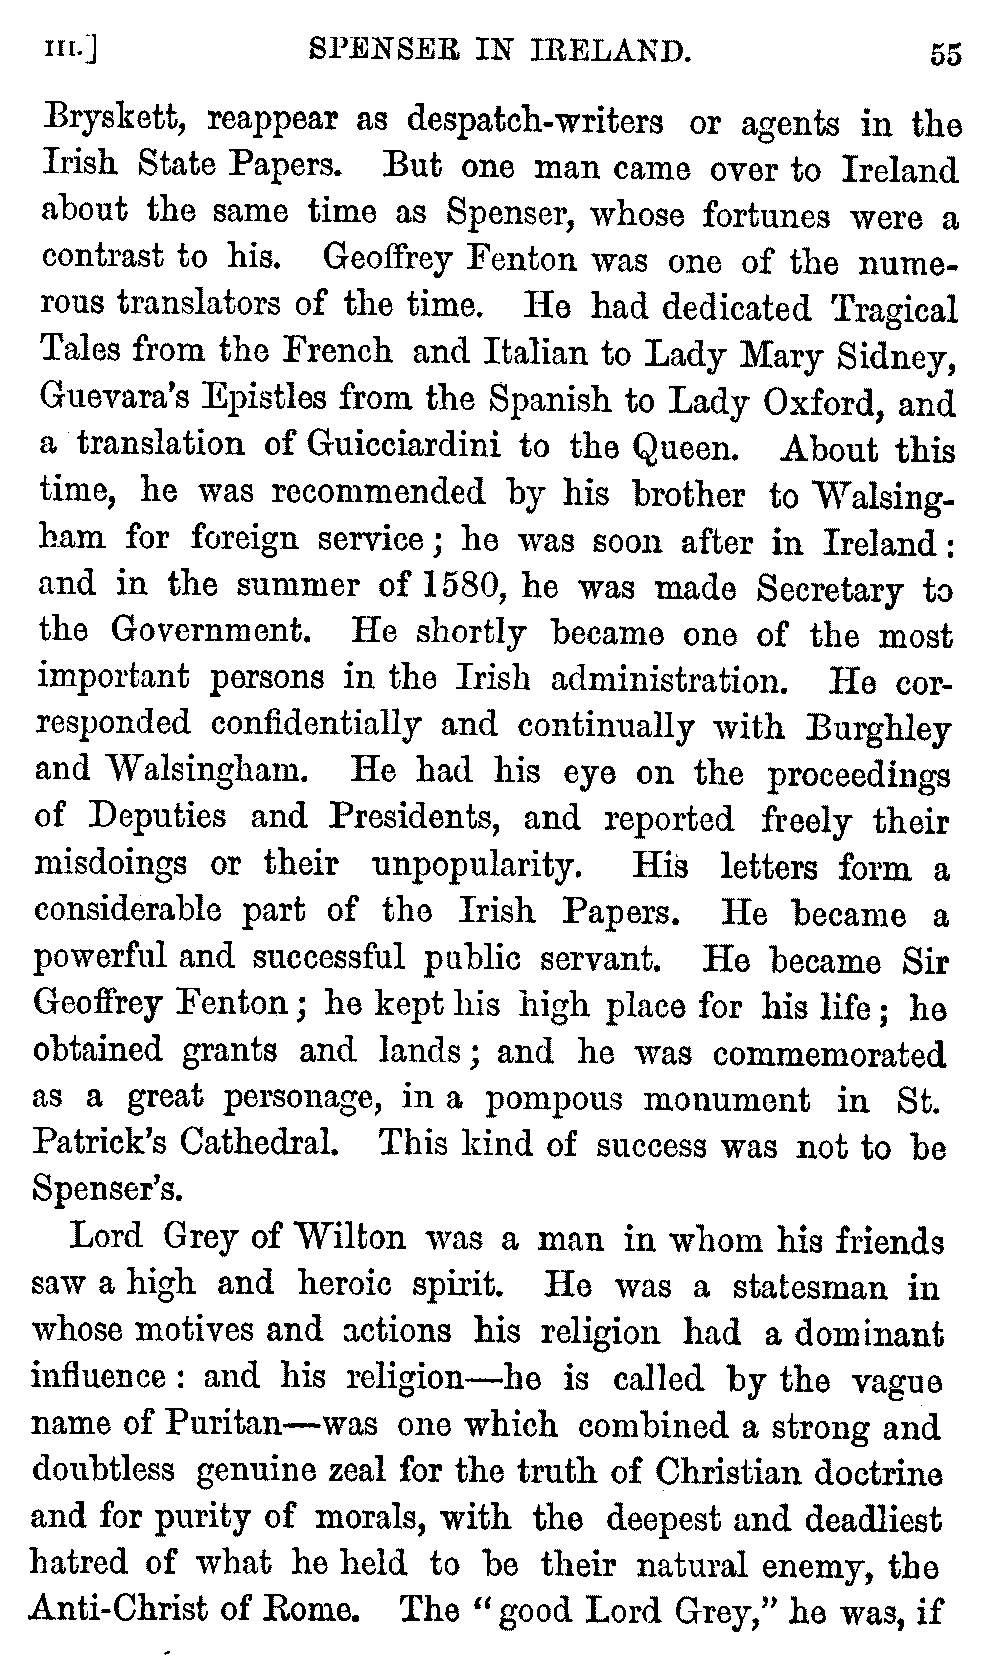 III.] SPENSER IN IRELAND. 55
Bryskett, reappear as despatch-writers or agents in the
Irish State Papers. But one man came over to Ireland
about the same time as Spenser, whose fortunes were a
contrast to his. Geoffrey Fenton was one of the nume-
rous translators of the time. He had dedicated Tragical
Tales from the French and Italian to Lady Mary Sidney,
Guevara's Epistles from the Spanish to Lady Oxford, and
a translation of Guicciardini to the Queen. About this
time, he was recommended by his brother to Walsing-
ham for foreign service; he was soon after in Ireland:
and in the summer of 1580, he was made Secretary to
the Government. He shortly became one of the most
important persons in the Irish administration. He cor-
responded confidentially and continually with Burghley
and Walsingham. He had his eye on the proceedings
of Deputies and Presidents, and reported freely their
misdoings or their unpopularity. His letters form a
considerable part of the Irish Papers. He became a
powerful and successful public servant. He became Sir
Geoffrey Fenton; he kept his high place for his life; he
obtained grants and lands; and he was commemorated
as a great personage, in a pompous monument in St.
Patrick's Cathedral. This kind of success was not to be
Spenser's.
Lord Grey of Wilton was a man in whom his friends
saw a high and heroic spirit. He was a statesman in
whose motives and actions his religion had a dominant
influence: and his religion—he is called by the vague
name of Puritan—was one which combined a strong and
doubtless genuine zeal for the truth of Christian doctrine
and for purity of morals, with the deepest and deadliest
hatred of what he held to be their natural enemy, the
Anti-Christ of Rome. The "good Lord Grey," he was, if